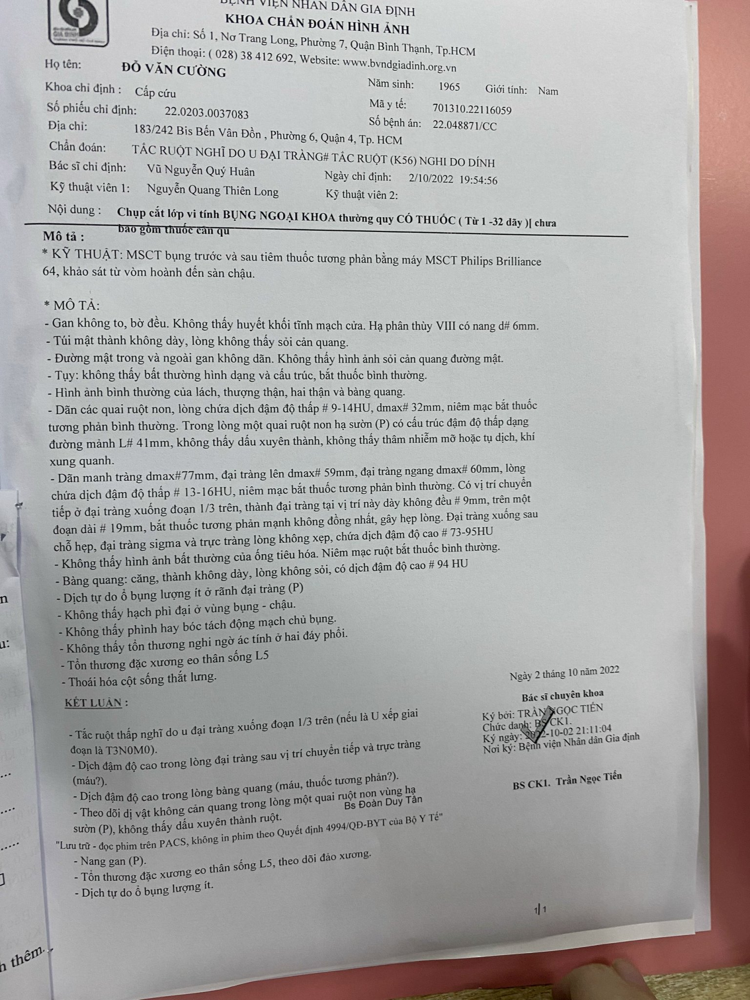 BỆNH VIỆN NHÂN DÂN GIA ĐỊNH
KHOA CHẨN ĐOÁN HÌNH ẢNH
Địa chỉ: Số 1, Nơ Trang Long, Phường 7, Quận Bình Thạnh, Tp.HCM
Điện thoại: ( 028) 38 412 692, Website: www.bvndgiadinh.org.vn
GIA ĐỊNH
Họ tên: ĐỖ VĂN CƯỜNG
Năm sinh: 1965 Giới tính: Nam
Khoa chỉ định : Cấp cứu
Mã y tế: 701310.22116059
Số phiếu chỉ định: 22.0203.0037083
Số bệnh án: 22.048871/CC
Địa chỉ: 183/242 Bis Bến Vân Đồn , Phường 6, Quận 4, Tp. HCM
Chẩn đoán: TẮC RUỘT NGHĨ DO U ĐẠI TRÀNG# TẮC RUỘT (K56) NGHI DO DÍNH
Bác sĩ chỉ định: Vũ Nguyễn Quý Huân Ngày chỉ định: 2/10/2022 19:54:56
Kỹ thuật viên 1: Nguyễn Quang Thiên Long Kỹ thuật viên 2:
Nội dung : Chụp cắt lớp vi tính BỤNG NGOẠI KHOA thường quy CÓ THUỐC ( Từ 1 -32 dãy )[ chưa
bao gồm thuốc cản qu
Mô tả :
* KỸ THUẬT: MSCT bụng trước và sau tiêm thuốc tương phản bằng máy MSCT Philips Brilliance
64, khảo sát từ vòm hoành đến sàn chậu.
* MÔ TẢ:
- Gan không to, bờ đều. Không thấy huyết khối tĩnh mạch cửa. Hạ phân thùy VIII có nang d# 6mm.
- Túi mật thành không dày, lòng không thấy sỏi cản quang.
- Đường mật trong và ngoài gan không dãn. Không thấy hình ảnh sỏi cản quang đường mật.
- Tụy: không thấy bất thường hình dạng và cấu trúc, bắt thuốc bình thường.
- Hình ảnh bình thường của lách, thượng thận, hai thận và bàng quang.
- Dãn các quai ruột non, lòng chứa dịch đậm độ thấp # 9-14HU, dmax# 32mm, niêm mạc bắt thuốc
tương phản bình thường. Trong lòng một quai ruột non hạ sườn (P) có cấu trúc đậm độ thấp dạng
đường mảnh L# 41mm, không thấy dấu xuyên thành, không thấy thâm nhiễm mỡ hoặc tụ dịch, khí
xung quanh.
- Dãn manh tràng dmax#77mm, đại tràng lên dmax# 59mm, đại tràng ngang dmax# 60mm, lòng
chứa dịch đậm độ thấp # 13-16HU, niêm mạc bắt thuốc tương phản bình thường. Có vị trí chuyển
tiếp ở đại tràng xuống đoạn 1/3 trên, thành đại tràng tại vị trí này dày không đều # 9mm, trên một
đoạn dài # 19mm, bắt thuốc tương phản mạnh không đồng nhất, gây hẹp lòng. Đại tràng xuống sau
chỗ hẹp, đại tràng sigma và trực tràng lòng không xẹp, chứa dịch đậm độ cao # 73-95HU
- Không thấy hình ảnh bất thường của ống tiêu hóa. Niêm mạc ruột bắt thuốc bình thường.
- Bàng quang: căng, thành không dày, lòng không sỏi, có dịch đậm độ cao # 94 HU
- Dịch tự do ổ bụng lượng ít ở rãnh đại tràng (P)
- Không thấy hạch phì đại ở vùng bụng - chậu.
- Không thấy phình hay bóc tách động mạch chủ bụng.
- Không thấy tổn thương nghi ngờ ác tính ở hai đáy phổi.
- Tổn thương đặc xương eo thân sống L5
- Thoái hóa cột sống thắt lưng.
KẾT LUẬN :
- Tắc ruột thấp nghĩ do u đại tràng xuống đoạn 1/3 trên (nếu là U xếp giai
đoạn là T3N0M0).
- Dịch đậm độ cao trong lòng đại tràng sau vị trí chuyển tiếp và trực tràng
(máu?).
- Dịch đậm độ cao trong lòng bàng quang (máu, thuốc tương phản?).
- Theo dõi dị vật không cản quang trong lòng một quai ruột non vùng hạ
Bs Đoàn Duy Tân
sườn (P), không thấy dấu xuyên thành ruột.
"Lưu trữ - đọc phim trên PACS, không in phim theo Quyết định 4994/QĐ-BYT của Bộ Y Tế"
- Nang gan (P).
- Tổn thương đặc xương eo thân sống L5, theo dõi đảo xương.
- Dịch tự do ổ bụng lượng ít.
Ngày 2 tháng 10 năm 2022
Bác sĩ chuyên khoa
Ký bởi: TRẦN NGỌC TIẾN
Chức danh: BS CK1.
Ký ngày: 2022-10-02 21:11:04
Nơi ký: Bệnh viện Nhân dân Gia định
BS CK1. Trần Ngọc Tiến
1/1
n
u:
h thêm.